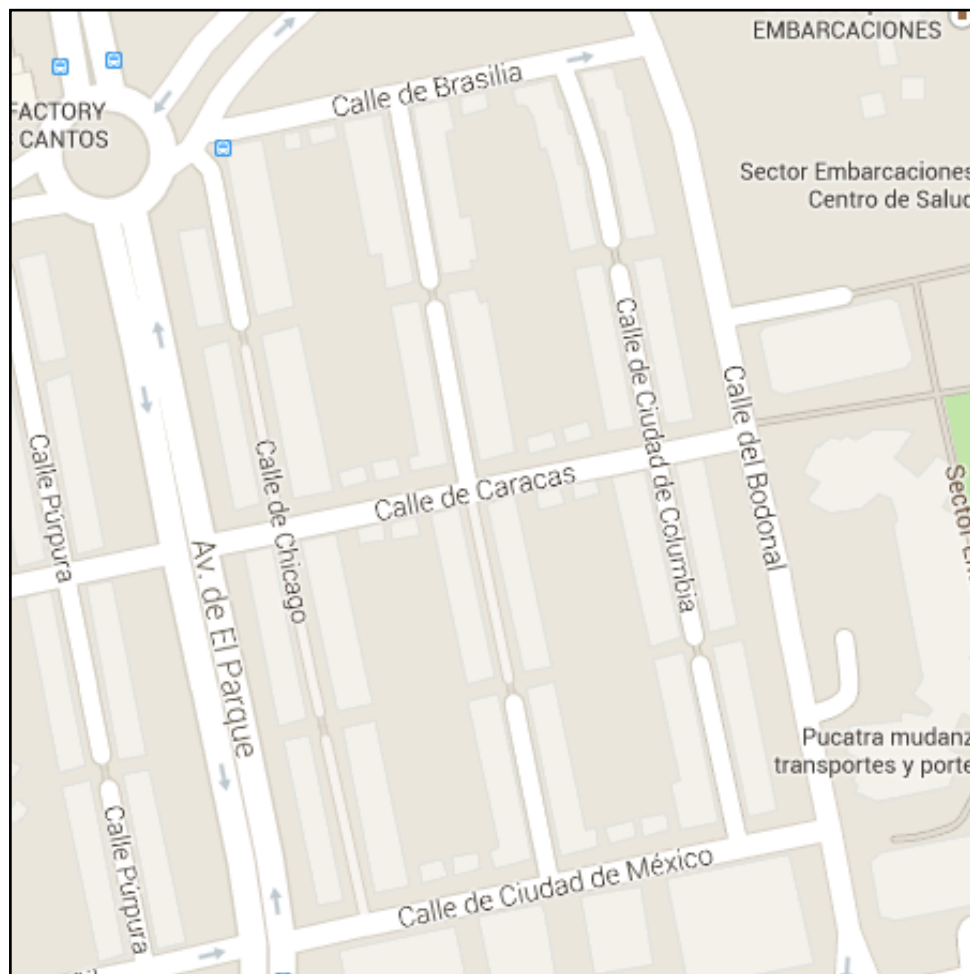 EMBARCACIONES
Calle de Brasilia
FACTORY
CANTOS
Sector Embarcaciones
Centro de Salud
Calle de Ciudad de Columbia
Calle del Bodonal
Calle Púrpura
Calle de Chicago
Calle de Caracas
Av. de El Parque
Pucatra mudanz
transportes y porte
Calle Púrpura
Calle de Ciudad de México